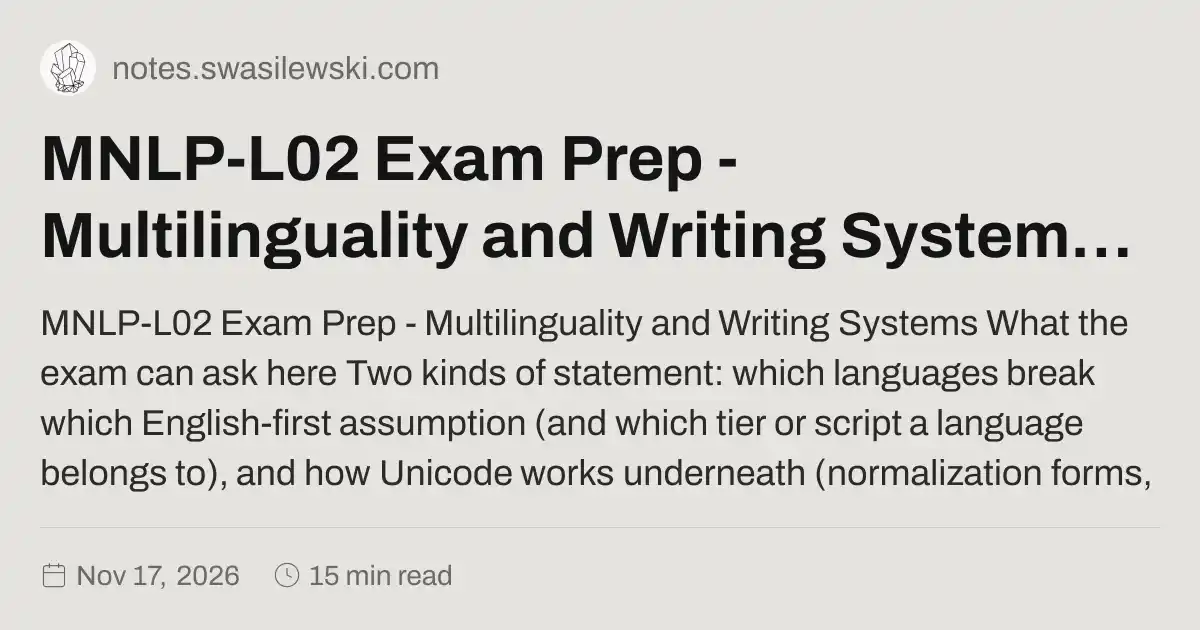 notes.swasilewski.com
MNLP-L02 Exam Prep -
Multilinguality and Writing System…
MNLP-L02 Exam Prep - Multilinguality and Writing Systems What the
exam can ask here Two kinds of statement: which languages break
which English-first assumption (and which tier or script a language
belongs to), and how Unicode works underneath (normalization forms,
Nov 17, 2026 15 min read